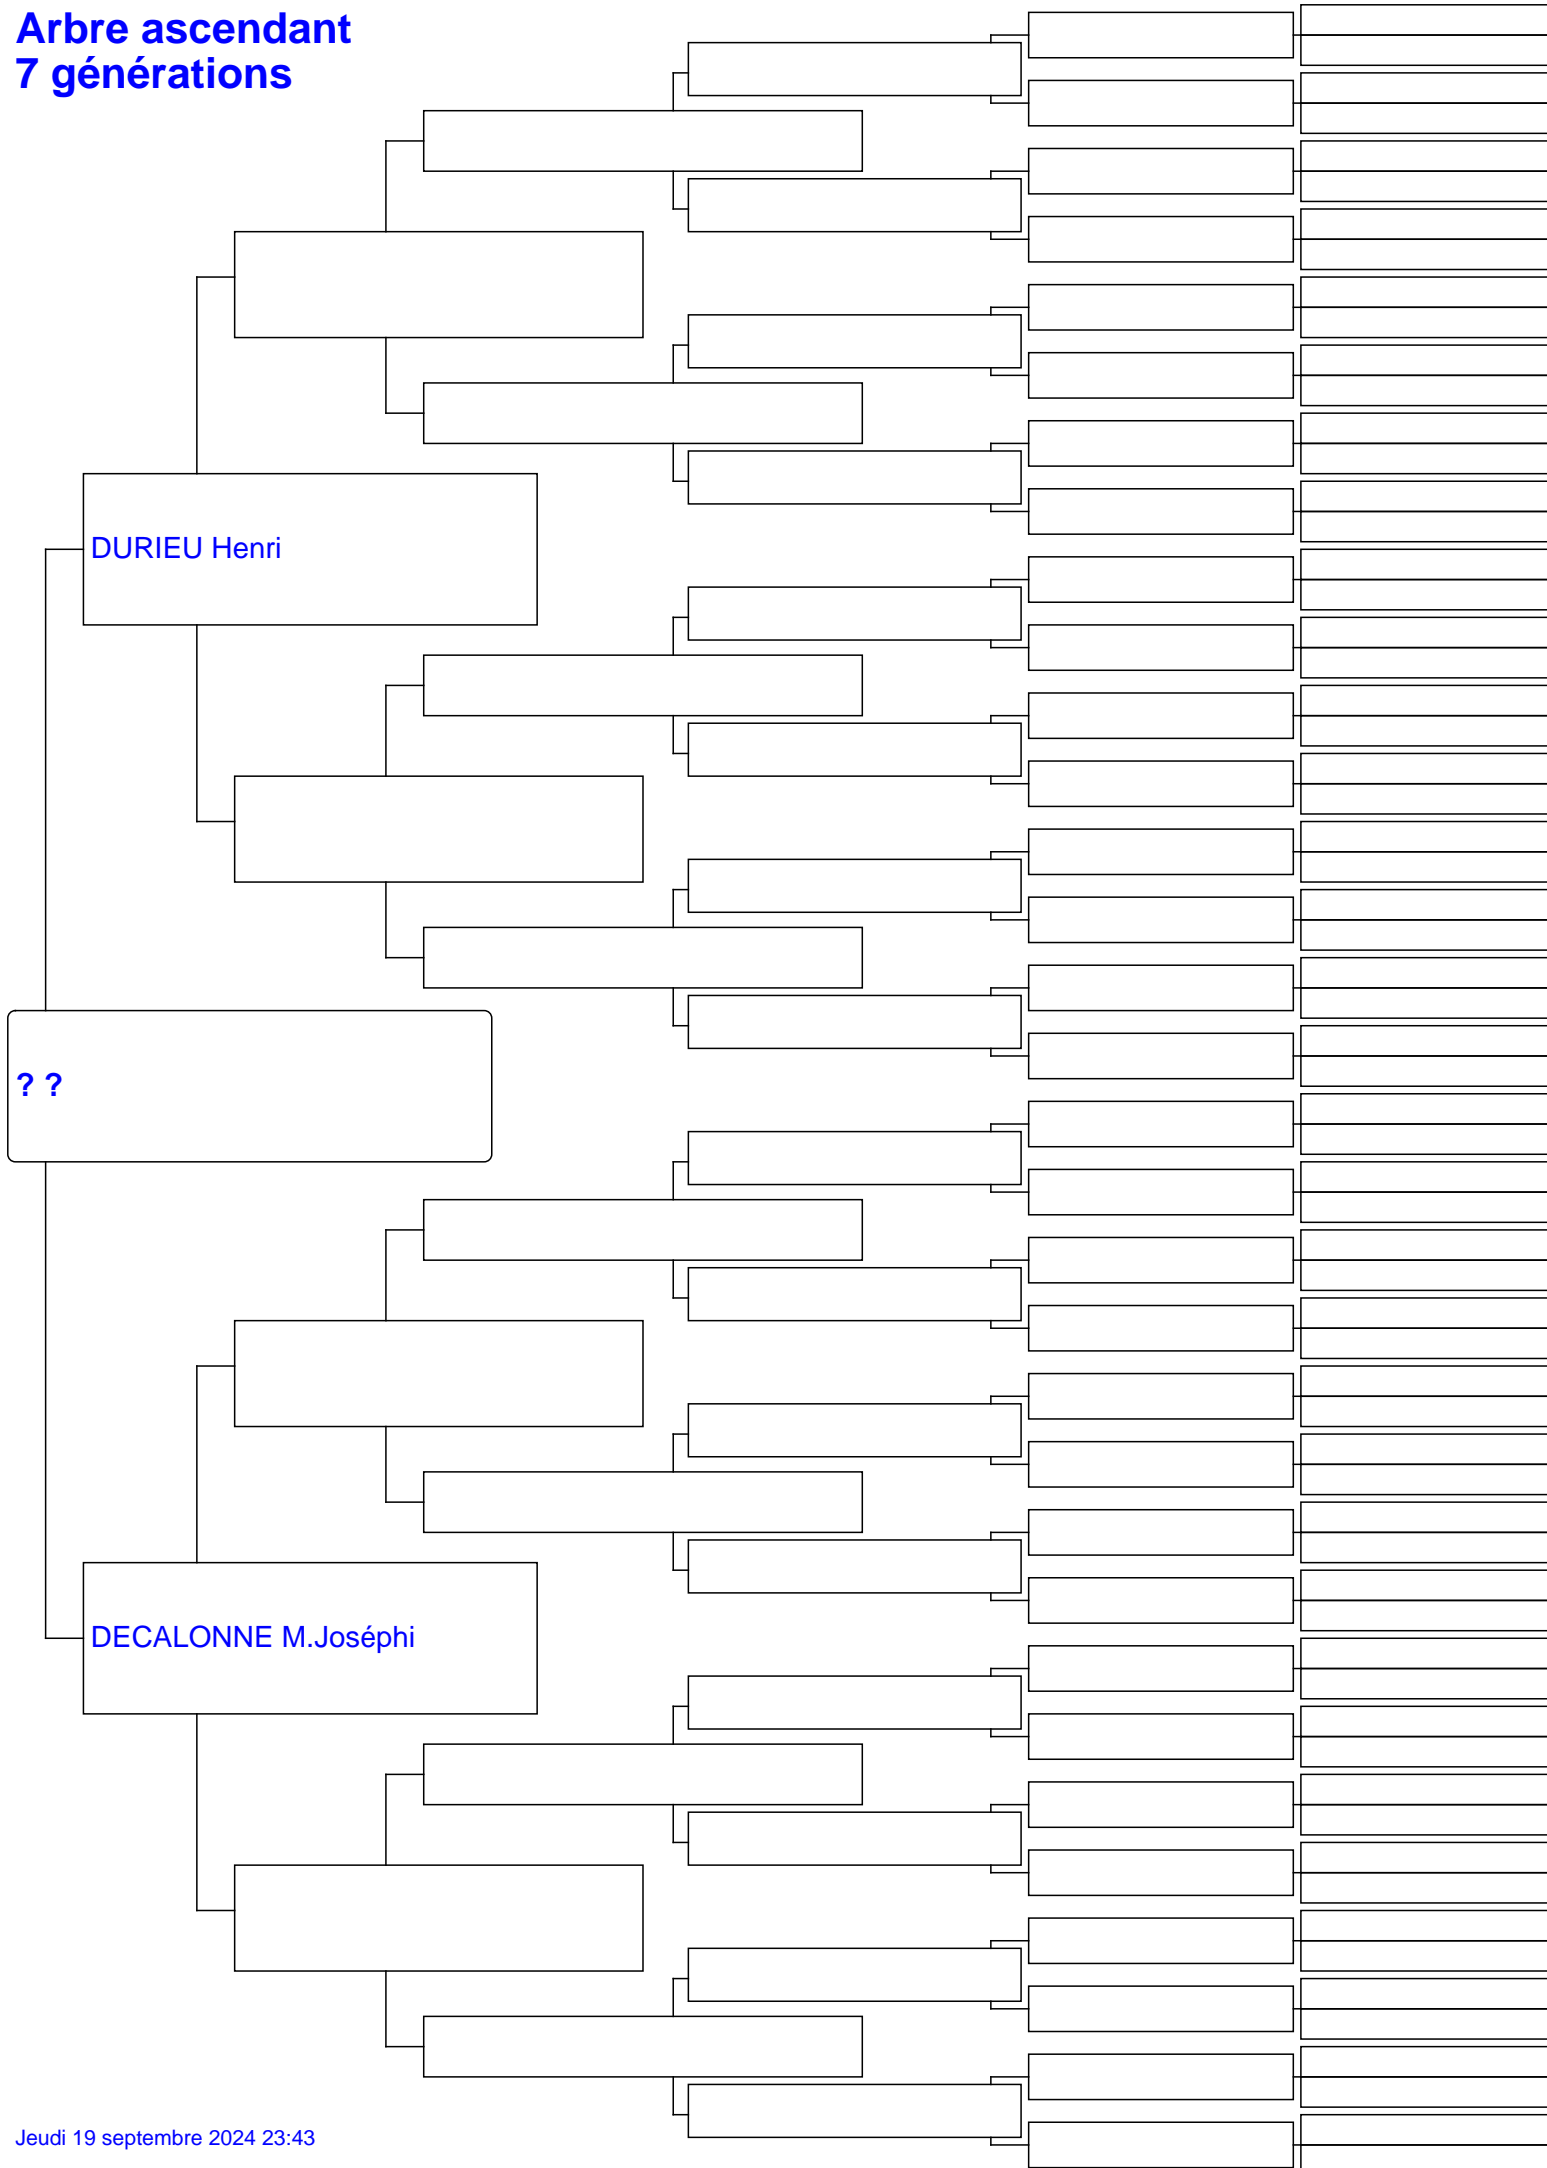 Arbre ascendant
7 générations
DURIEU Henri
? ?
DECALONNE M.Joséphi
Jeudi 19 septembre 2024 23:43